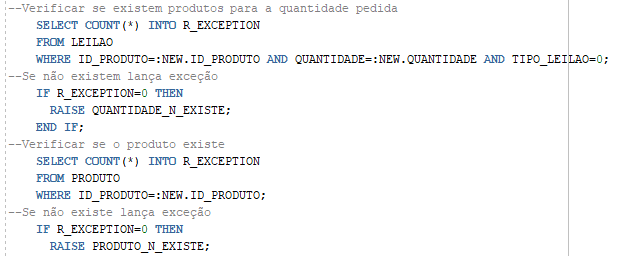 --Verificar se existem produtos para a quantidade pedida
SELECT COUNT(*) INTO R_EXCEPTION
FROM LEILAO
WHERE ID_PRODUTO=:NEW.ID_PRODUTO AND QUANTIDADE=:NEW.QUANTIDADE AND TIPO_LEILAO=0;
--Se não existem lança exceção
IF R_EXCEPTION=0 THEN
RAISE QUANTIDADE_N_EXISTE;
END IF;
--Verificar se o produto existe
SELECT COUNT(*) INTO R_EXCEPTION
FROM PRODUTO
WHERE ID_PRODUTO=:NEW.ID_PRODUTO;
--Se não existe lança exceção
IF R_EXCEPTION=0 THEN
RAISE PRODUTO_N_EXISTE;